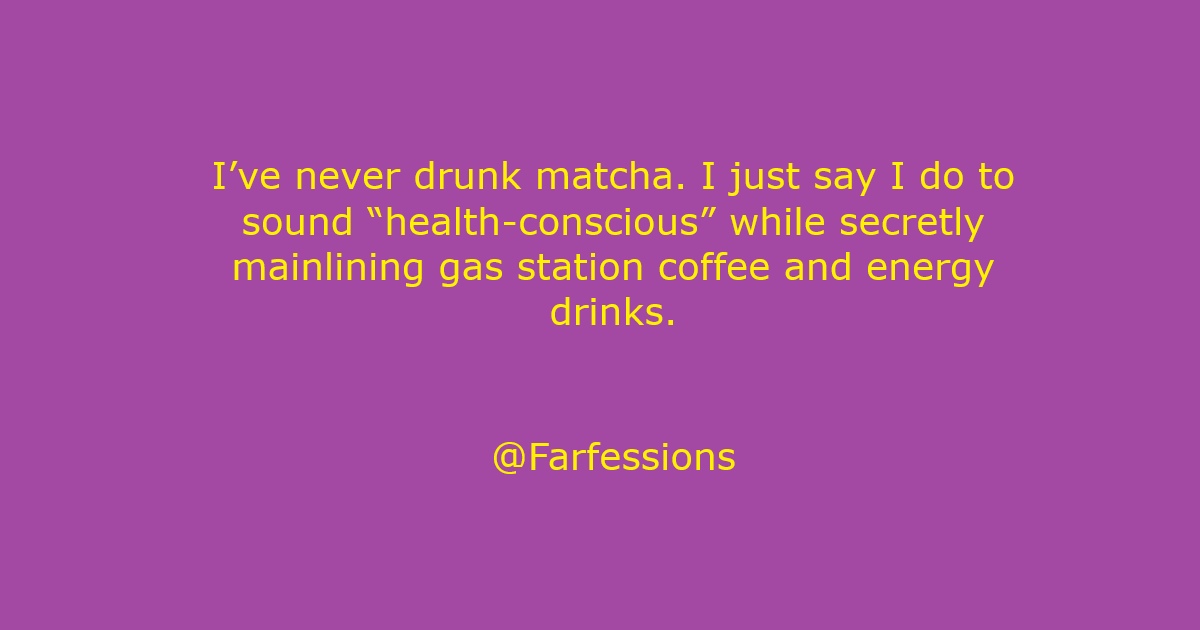 I’ve never drunk matcha. I just say I do to
sound “health-conscious” while secretly
mainlining gas station coffee and energy
drinks.
@Farfessions